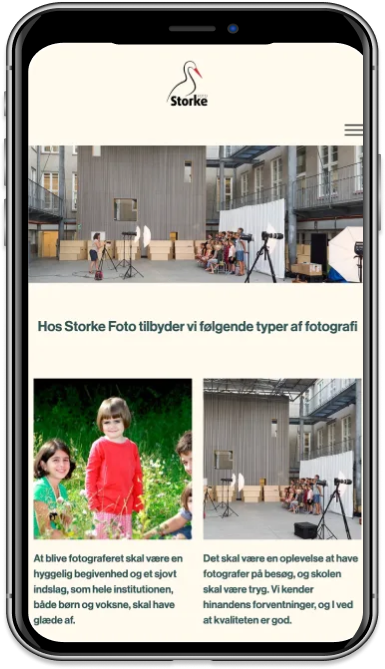 Storke
Hos Storke Foto tilbyder vi følgende typer af fotografi
At blive fotograferet skal være en
hyggelig begivenhed og et sjovt
indslag, som hele institutionen,
både børn og voksne, skal have
glæde af.
Det skal være en oplevelse at have
fotografer på besøg, og skolen
skal være tryg. Vi kender
hinandens forventninger, og I ved
at kvaliteten er god.